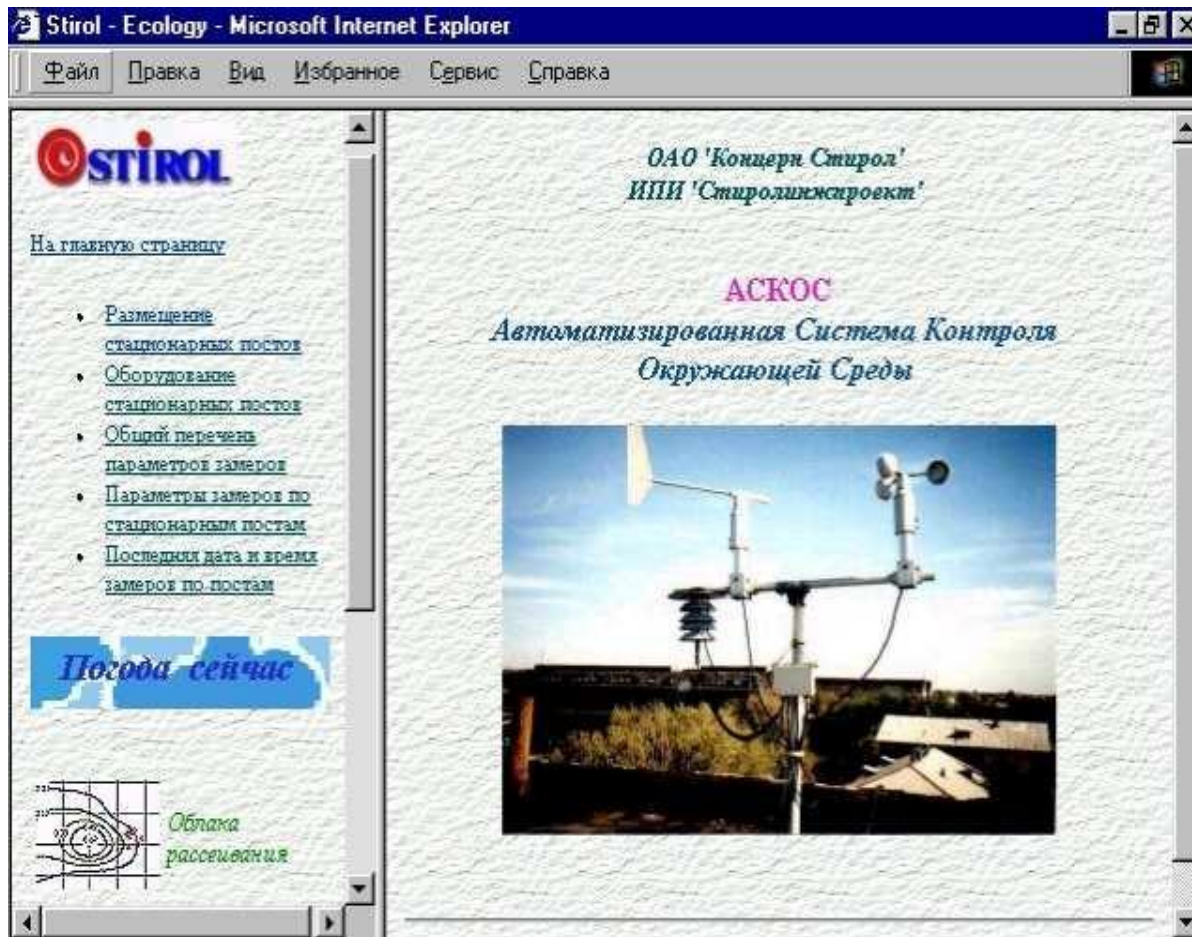 Stirol - Ecology - Microsoft Internet Explorer
Файл Правка Вид Избранное Сервис Справка
STIROL
На главную страницу
Размещение
стационарных постов
Оборудование
стационарных постов
Общий перечень
параметров замеров
Параметры замеров по
стационарным постам
Последняя дата и время
замеров по постам
Погода сейчас
Облака
рассеивания
ОАО 'Концерн Стирол'
ИПИ 'Стиролинжпроект'
АСКОС
Автоматизированная Система Контроля
Окружающей Среды